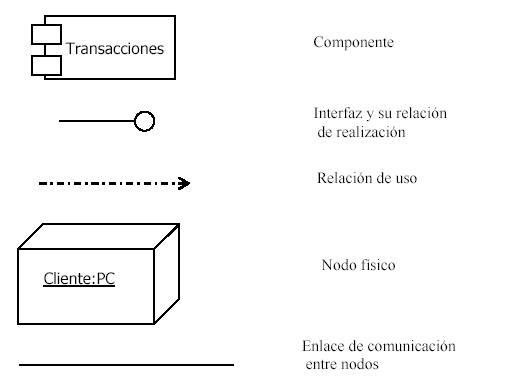 Transacciones
Componente
Interfaz y su relación
de realización
Relación de uso
Cliente:PC
Nodo físico
Enlace de comunicación
entre nodos